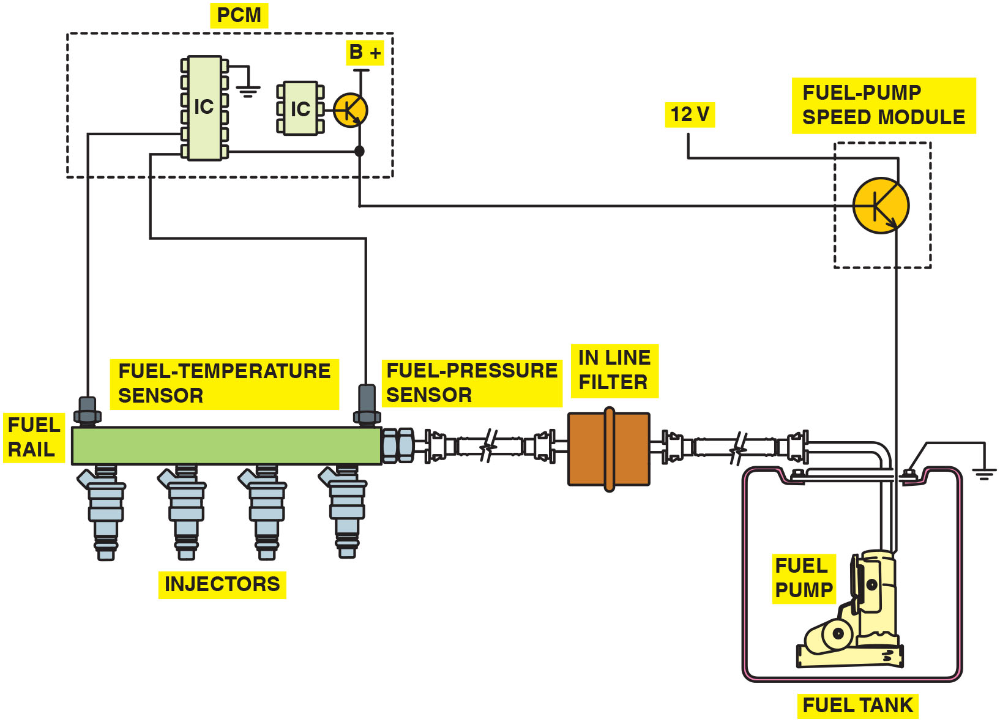 PCM
B +
IC
IC
12 V
FUEL-PUMP
SPEED MODULE
FUEL-TEMPERATURE
SENSOR
FUEL-PRESSURE
SENSOR
IN LINE
FILTER
FUEL
RAIL
INJECTORS
FUEL
PUMP
FUEL TANK